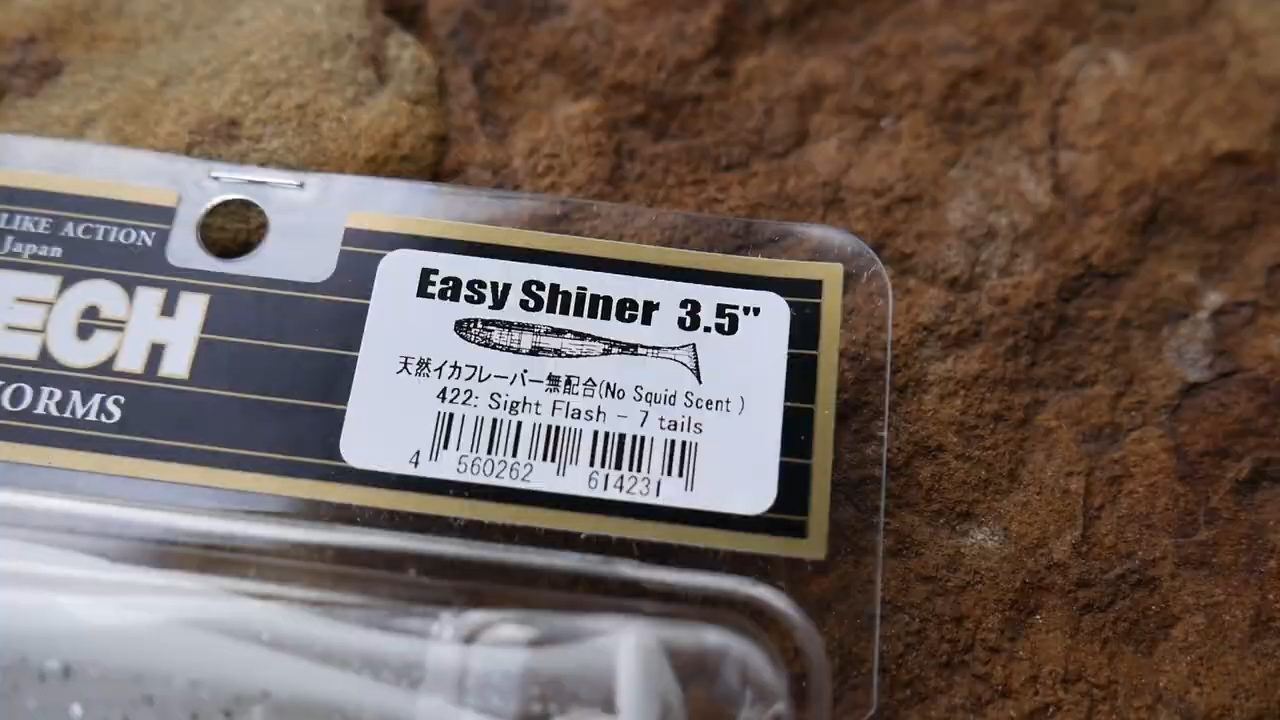 LIKE ACTION
Japan
ECH
ORMS
Easy Shiner 3.5"
天然イカフレーバー無配合(No Squid Scent )
422: Sight Flash - 7 tails
4 560262 614231